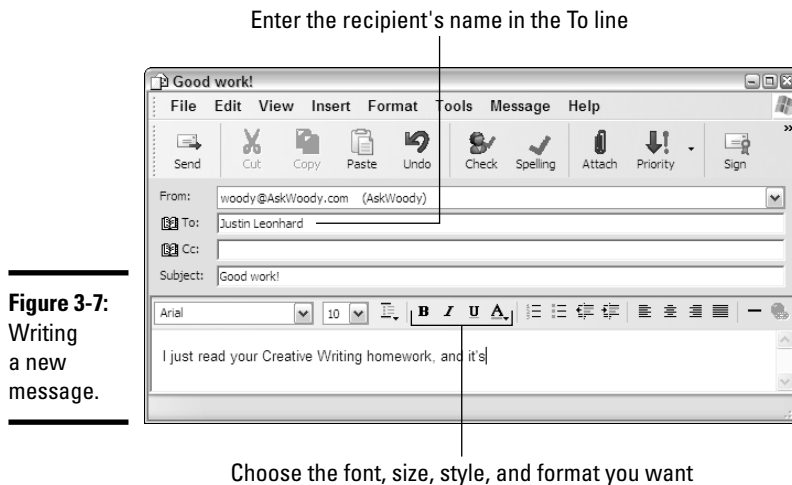 Enter the recipient's name in the To line
Good work!
File Edit View Insert Format Tools Message Help
Send Cut Copy Paste Undo Check Spelling Attach Priority Sign »
From: woody@AskWoody.com (AskWoody)
To: Justin Leonhard
Cc:
Subject: Good work!
Arial 10 B I U A
I just read your Creative Writing homework, and it's
Figure 3-7:
Writing
a new
message.
Choose the font, size, style, and format you want